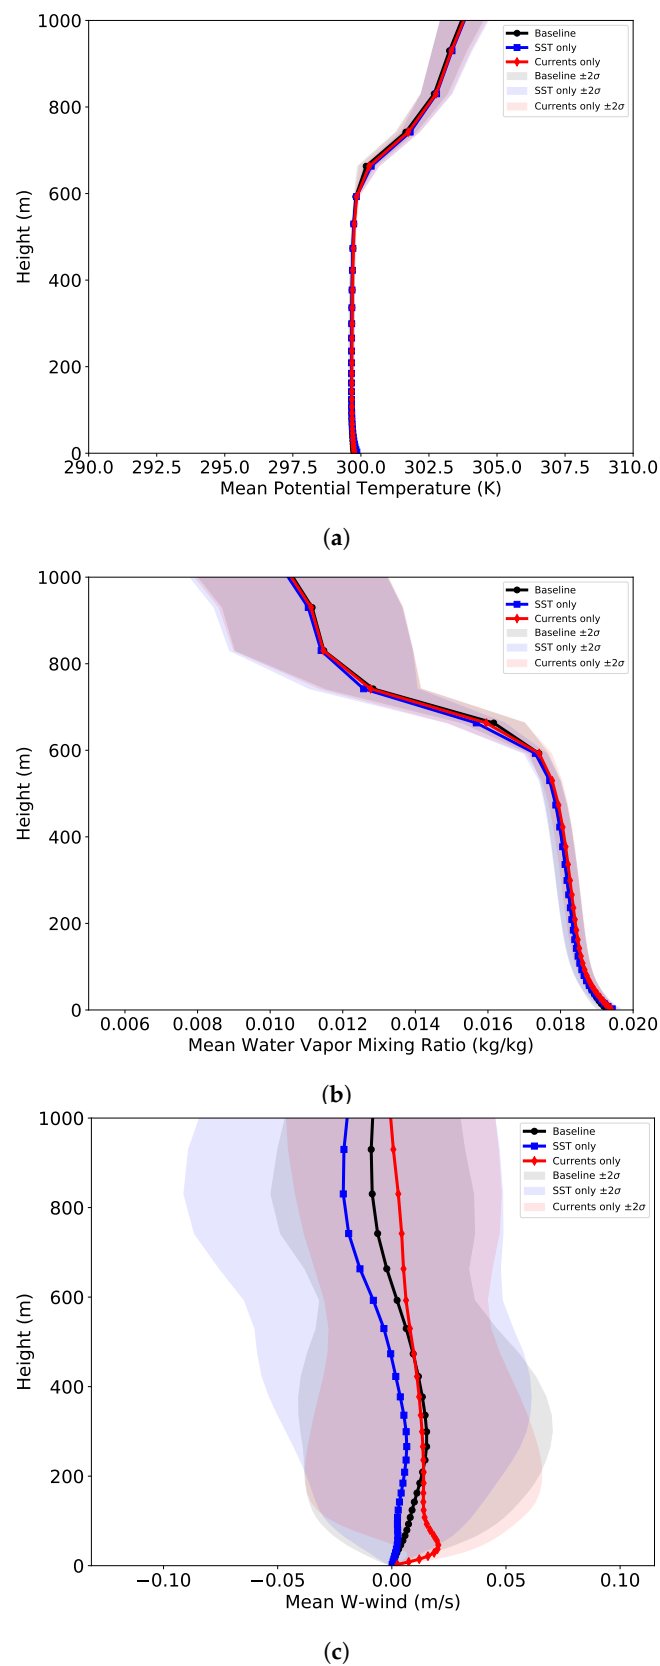 1000
800
600
400
200
0
Height (m)
Baseline
SST only
Currents only
Baseline ±2σ
SST only ±2σ
Currents only ±2σ
290.0 292.5 295.0 297.5 300.0 302.5 305.0 307.5 310.0
Mean Potential Temperature (K)
(a)
1000
800
600
400
200
0
Height (m)
Baseline
SST only
Currents only
Baseline ±2σ
SST only ±2σ
Currents only ±2σ
0.006 0.008 0.010 0.012 0.014 0.016 0.018 0.020
Mean Water Vapor Mixing Ratio (kg/kg)
(b)
1000
800
600
400
200
0
Height (m)
Baseline
SST only
Currents only
Baseline ±2σ
SST only ±2σ
Currents only ±2σ
−0.10 −0.05 0.00 0.05 0.10
Mean W-wind (m/s)
(c)